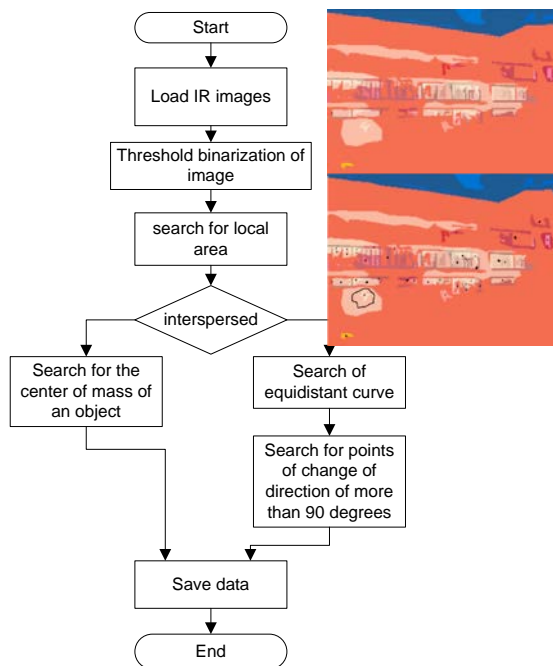 Start
Load IR images
Threshold binarization of
image
search for local
area
interspersed
Search for the
center of mass of
an object
Search of
equidistant curve
Search for points
of change of
direction of more
than 90 degrees
Save data
End